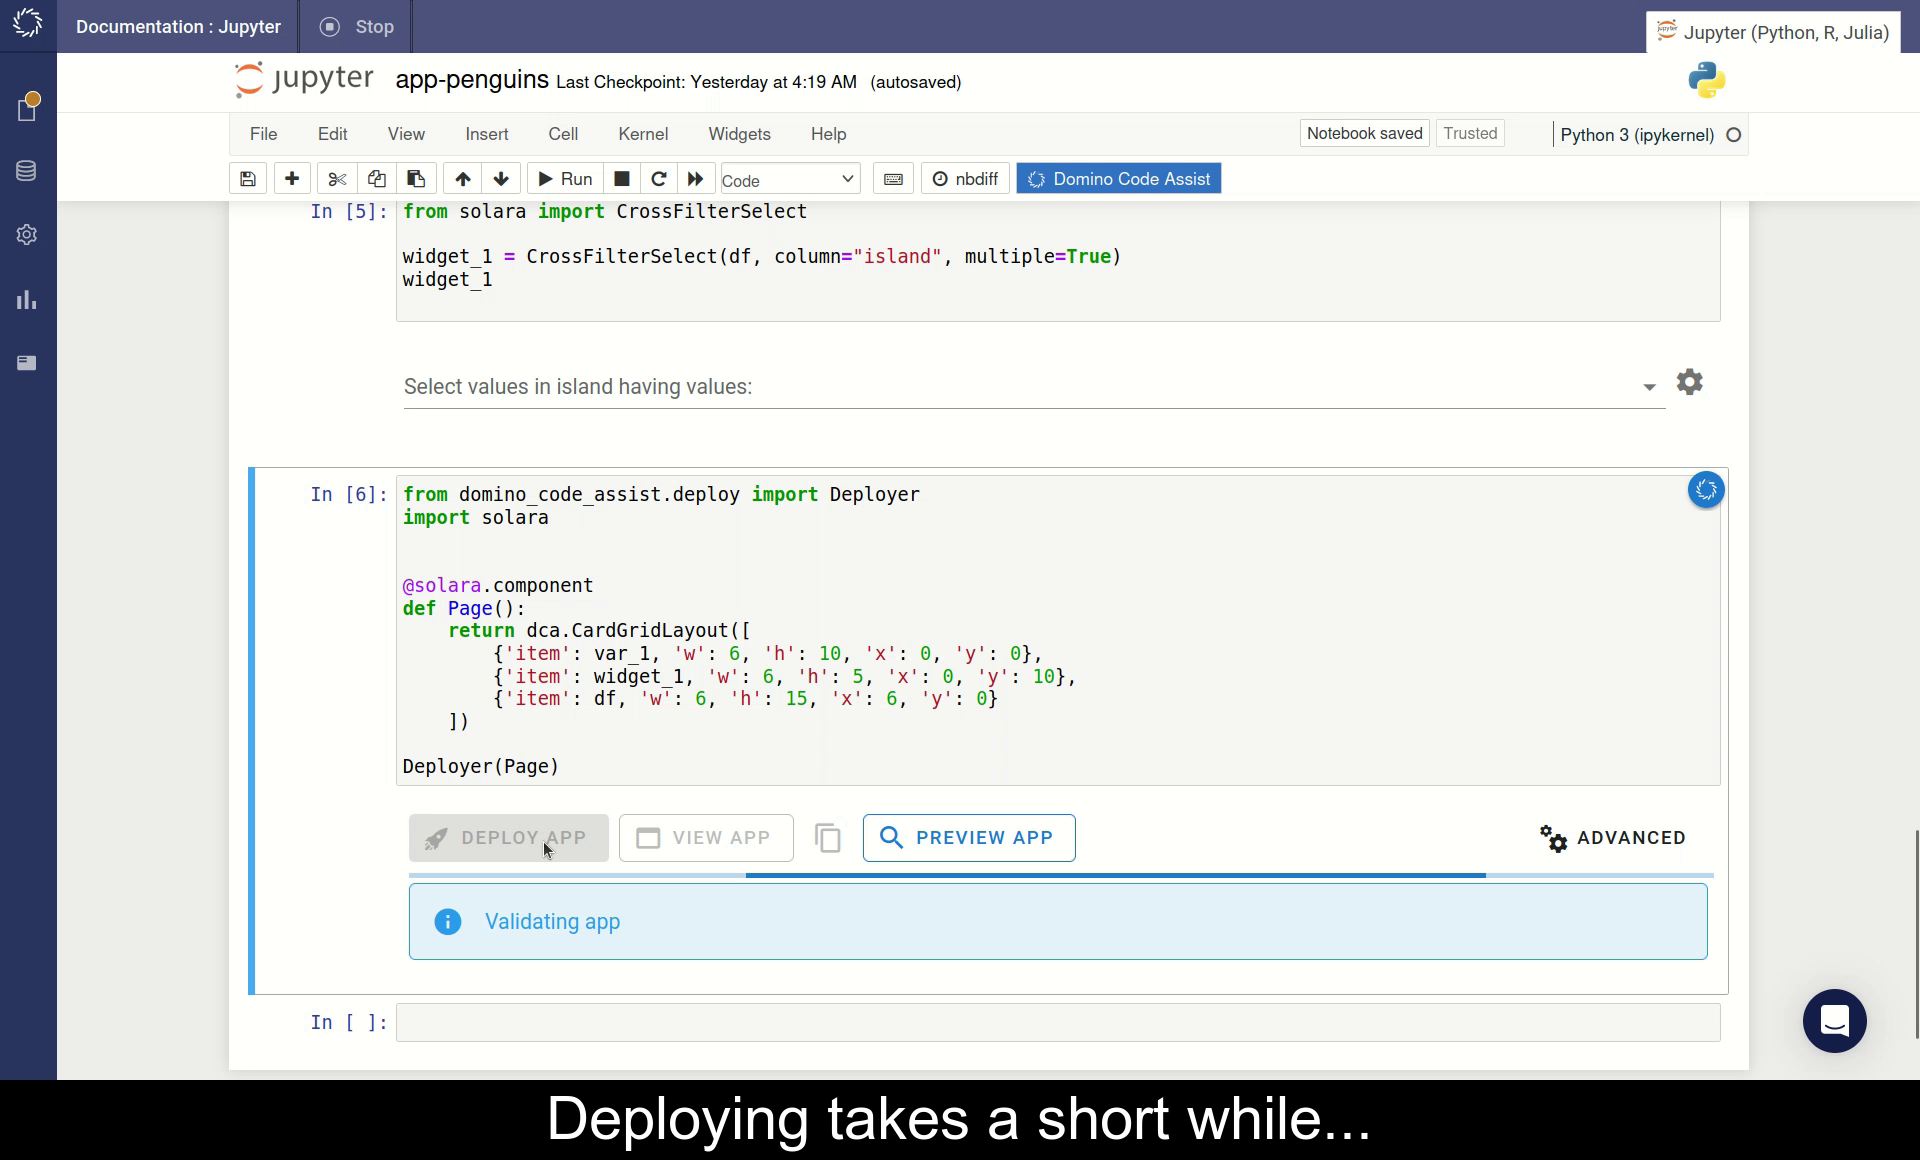 Documentation : Jupyter
Stop
Jupyter (Python, R, Julia)
jupyter app-penguins Last Checkpoint: Yesterday at 4:19 AM (autosaved)
File Edit View Insert Cell Kernel Widgets Help
Notebook saved Trusted Python 3 (ipykernel)
Run Code nbdiff Domino Code Assist
In [5]: from solara import CrossFilterSelect
widget_1 = CrossFilterSelect(df, column="island", multiple=True)
widget_1
Select values in island having values:
In [6]: from domino_code_assist.deploy import Deployer
import solara
@solara.component
def Page():
    return dca.CardGridLayout([
        {'item': var_1, 'w': 6, 'h': 10, 'x': 0, 'y': 0},
        {'item': widget_1, 'w': 6, 'h': 5, 'x': 0, 'y': 10},
        {'item': df, 'w': 6, 'h': 15, 'x': 6, 'y': 0}
    ])
Deployer(Page)
DEPLOY APP VIEW APP PREVIEW APP ADVANCED
Validating app
In [ ]:
Deploying takes a short while...